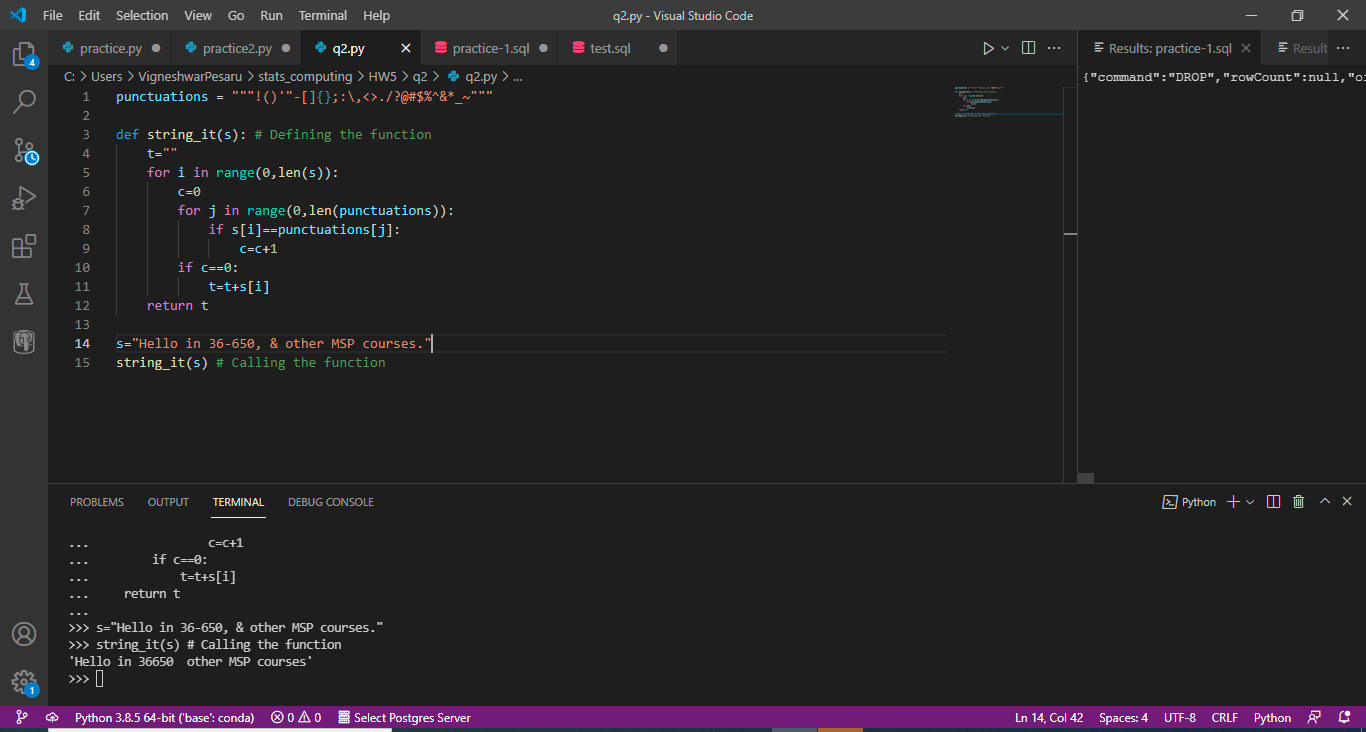 File Edit Selection View Go Run Terminal Help q2.py - Visual Studio Code
practice.py practice2.py q2.py practice-1.sql test.sql Results: practice-1.sql Result
4
C: > Users > VigneshwarPesaru > stats_computing > HW5 > q2 > q2.py > ...
{"command":"DROP","rowCount":null,"oi
1 punctuations = """!()'"-[]{};:\,<>./?@#$%^&*_~"""
2
3 def string_it(s): # Defining the function
4     t=""
5     for i in range(0,len(s)):
6         c=0
7         for j in range(0,len(punctuations)):
8             if s[i]==punctuations[j]:
9                 c=c+1
10         if c==0:
11             t=t+s[i]
12     return t
13
14 s="Hello in 36-650, & other MSP courses."
15 string_it(s) # Calling the function
PROBLEMS OUTPUT TERMINAL DEBUG CONSOLE Python
...                 c=c+1
...         if c==0:
...             t=t+s[i]
...     return t
...
>>> s="Hello in 36-650, & other MSP courses."
>>> string_it(s) # Calling the function
'Hello in 36650  other MSP courses'
>>>
1
Python 3.8.5 64-bit ('base': conda) 0 0 Select Postgres Server Ln 14, Col 42 Spaces: 4 UTF-8 CRLF Python